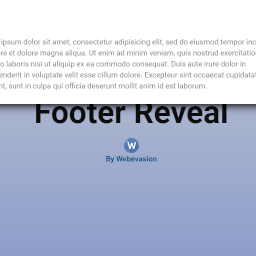 ipsum dolor sit amet, consectetur adipisicing elit, sed do eiusmod tempor inc
re et dolore magna aliqua. Ut enim ad minim veniam, quis nostrud exercitatio
o laboris nisi ut aliquip ex ea commodo consequat. Duis aute irure dolor in
enderit in voluptate velit esse cillum dolore. Excepteur sint occaecat cupidatat
nt, sunt in culpa qui officia deserunt mollit anim id est laborum.
Footer Reveal
W
By Webévasion